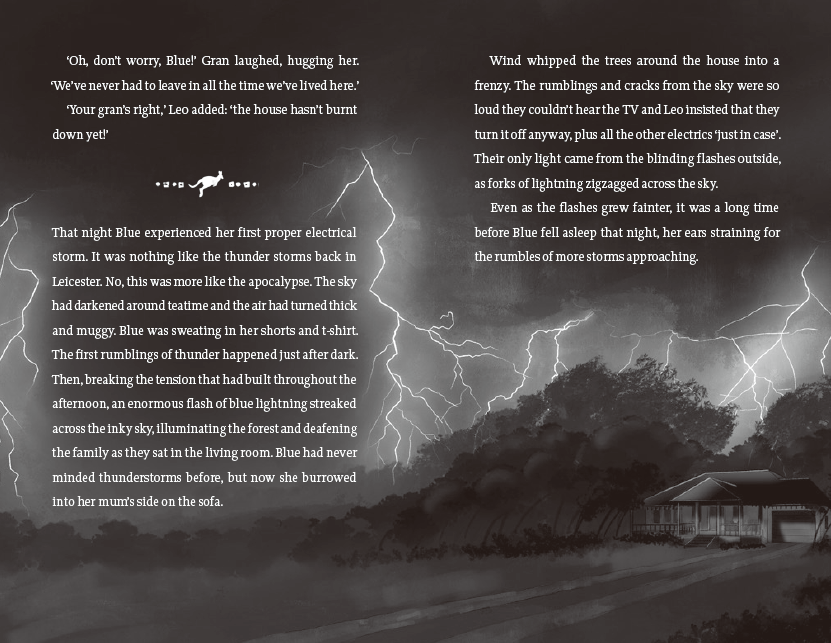 ‘Oh, don’t worry, Blue!’ Gran laughed, hugging her.
‘We’ve never had to leave in all the time we’ve lived here.’
‘Your gran’s right,’ Leo added: ‘the house hasn’t burnt
down yet!’
That night Blue experienced her first proper electrical
storm. It was nothing like the thunder storms back in
Leicester. No, this was more like the apocalypse. The sky
had darkened around teatime and the air had turned thick
and muggy. Blue was sweating in her shorts and t-shirt.
The first rumblings of thunder happened just after dark.
Then, breaking the tension that had built throughout the
afternoon, an enormous flash of blue lightning streaked
across the inky sky, illuminating the forest and deafening
the family as they sat in the living room. Blue had never
minded thunderstorms before, but now she burrowed
into her mum’s side on the sofa.
Wind whipped the trees around the house into a
frenzy. The rumblings and cracks from the sky were so
loud they couldn’t hear the TV and Leo insisted that they
turn it off anyway, plus all the other electrics ‘just in case’.
Their only light came from the blinding flashes outside,
as forks of lightning zigzagged across the sky.
Even as the flashes grew fainter, it was a long time
before Blue fell asleep that night, her ears straining for
the rumbles of more storms approaching.